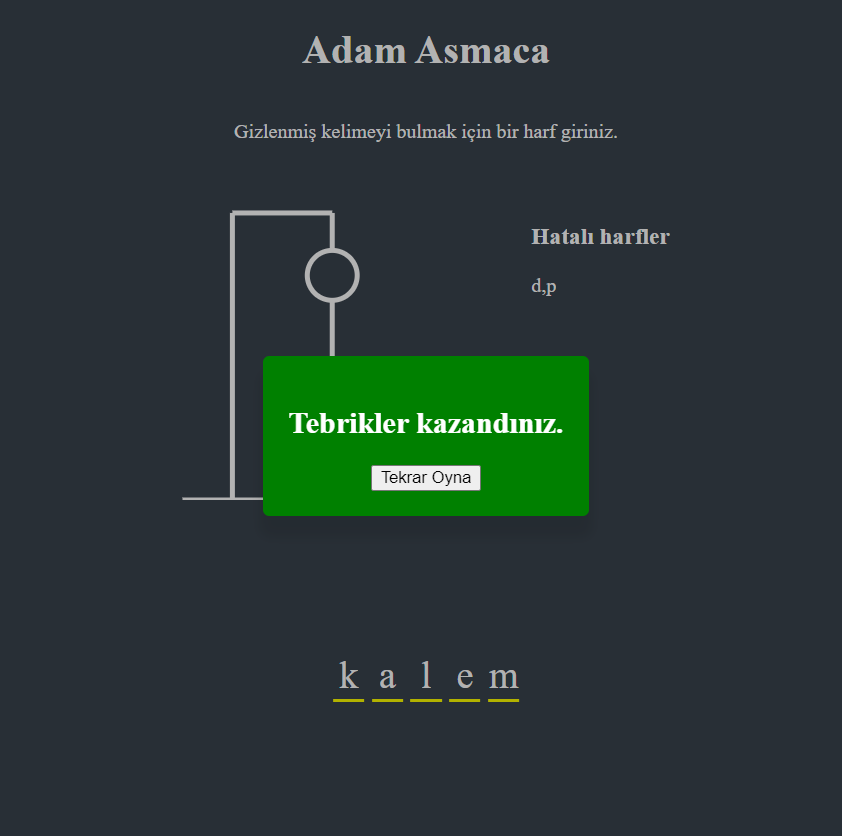 Adam Asmaca
Gizlenmiş kelimeyi bulmak için bir harf giriniz.
Hatalı harfler
d,p
Tebrikler kazandınız.
Tekrar Oyna
k a l e m